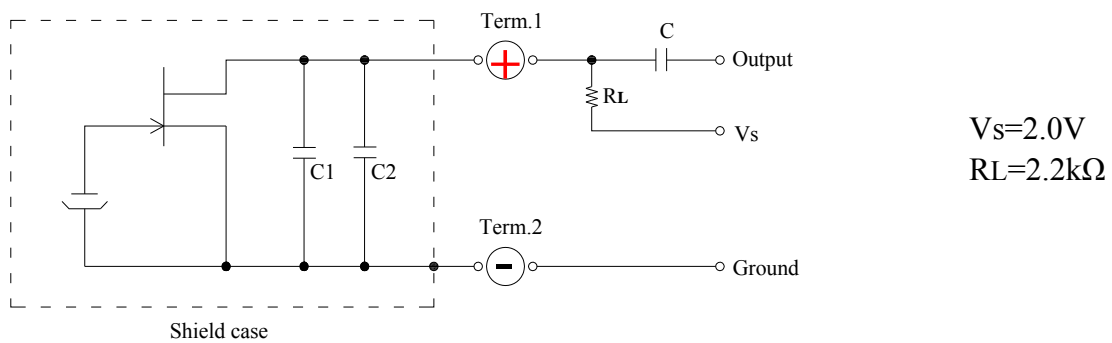 Term.1
C
Output
RL
Vs
Vs=2.0V
RL=2.2kΩ
C1
C2
Term.2
Ground
Shield case